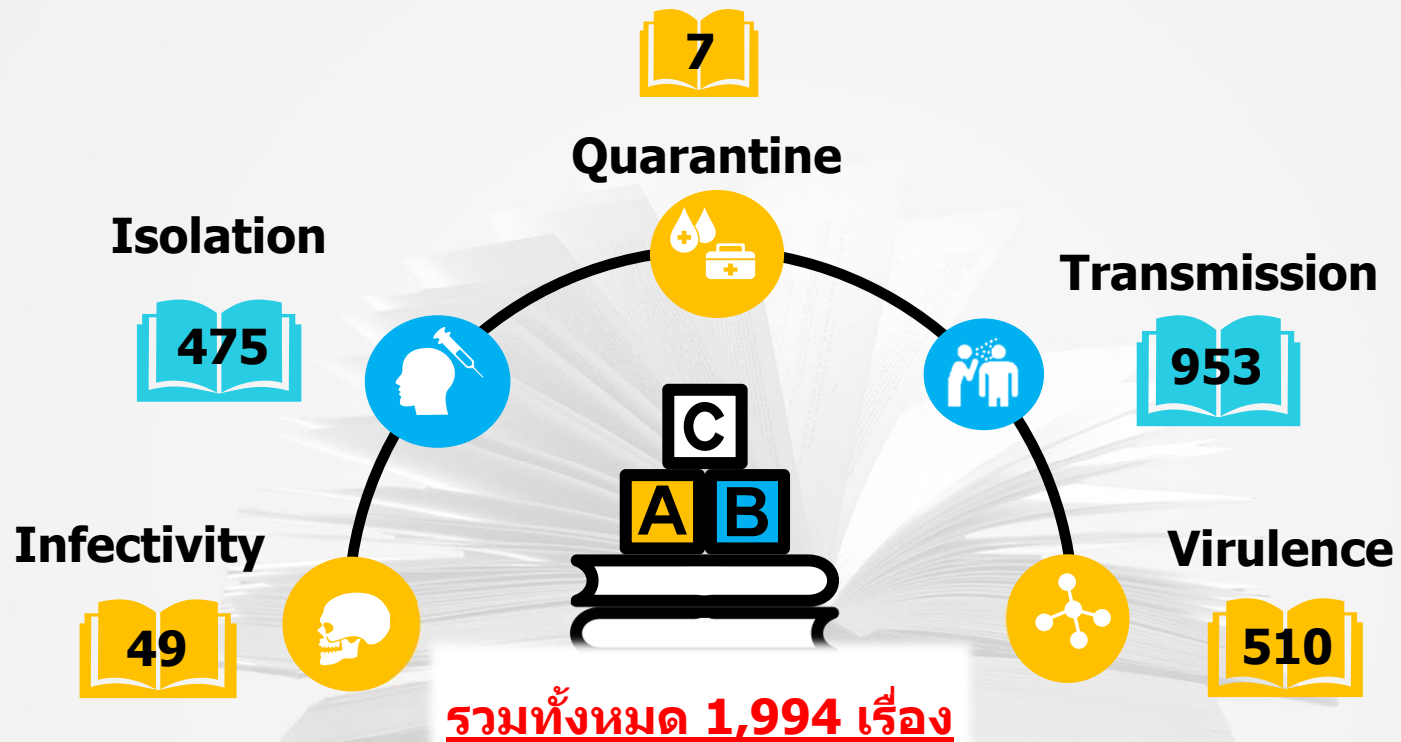 7
Quarantine
Isolation
475
Transmission
953
C
A B
Infectivity
49
Virulence
510
รวมทั้งหมด 1,994 เรื่อง